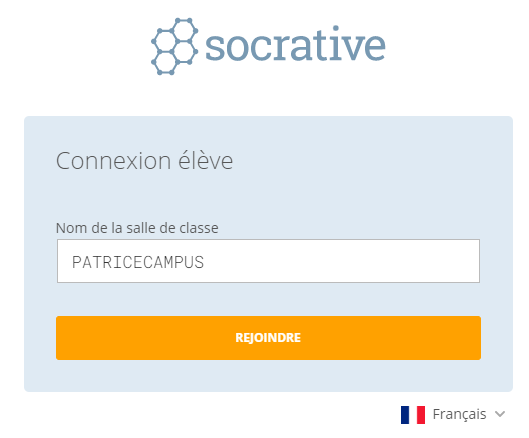 socrative
Connexion élève
Nom de la salle de classe
PATRICECAMPUS
REJOINDRE
Français